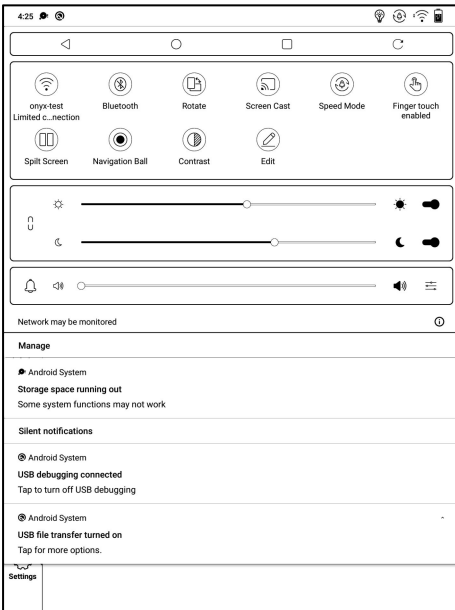 4:25
onyx-test
Limited c...nection
Bluetooth
Rotate
Screen Cast
Speed Mode
Finger touch
enabled
Spilt Screen
Navigation Ball
Contrast
Edit
Network may be monitored
Manage
Android System
Storage space running out
Some system functions may not work
Silent notifications
Android System
USB debugging connected
Tap to turn off USB debugging
Android System
USB file transfer turned on
Tap for more options.
Settings